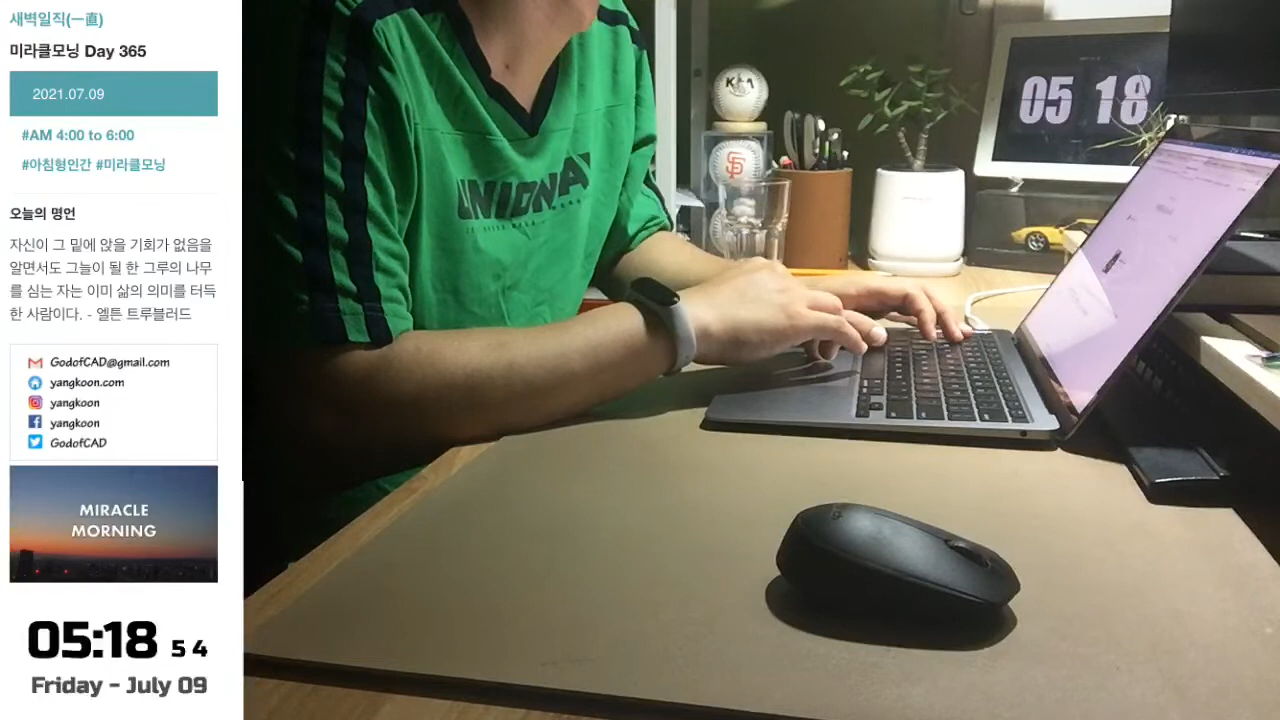 새벽일직(一直)
미라클모닝 Day 365
2021.07.09
#AM 4:00 to 6:00
#아침형인간 #미라클모닝
오늘의 명언
자신이 그 밑에 앉을 기회가 없음을
알면서도 그늘이 될 한 그루의 나무
를 심는 자는 이미 삶의 의미를 터득
한 사람이다. - 엘튼 트루블러드
GodofCAD@gmail.com
yangkoon.com
yangkoon
yangkoon
GodofCAD
MIRACLE
MORNING
05:18 54
Friday - July 09
UNIONBAY
SF
05 18